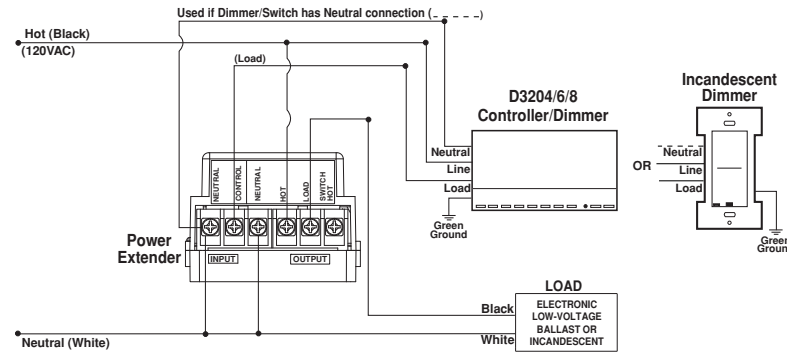 Used if Dimmer/Switch has Neutral connection ( _ _ _ _ _ )
Hot (Black)
(120VAC)
(Load)
D3204/6/8
Controller/Dimmer
Incandescent
Dimmer
Neutral
Line
Load
Green
Ground
OR
Neutral
Line
Load
Green
NEUTRAL
CONTROL
NEUTRAL
HOT
LOAD
SWITCH
HOT
Power
Extender
INPUT
OUTPUT
LOAD
Black
White
ELECTRONIC
LOW-VOLTAGE
BALLAST OR
INCANDESCENT
Neutral (White)